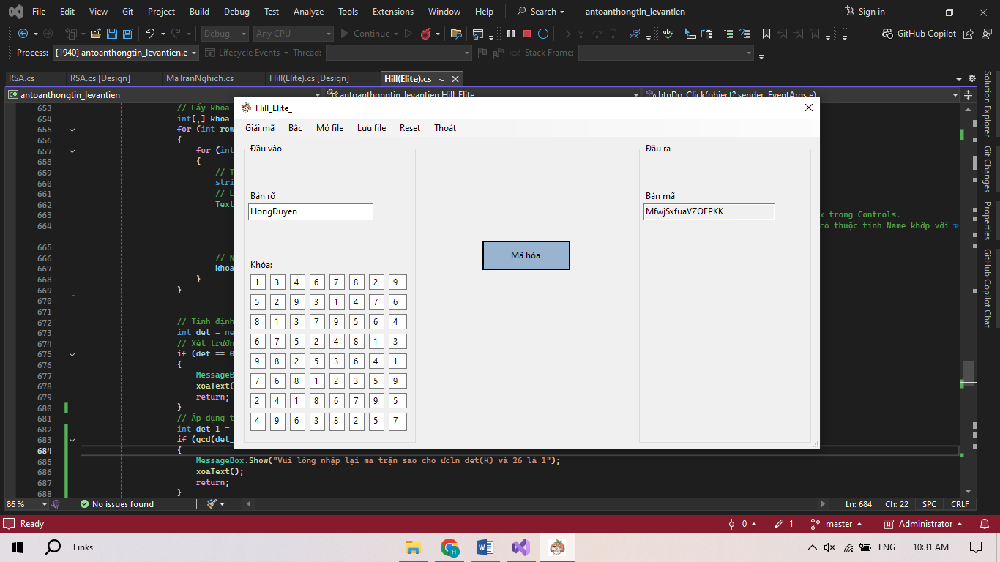 File Edit View Git Project Build Debug Test Analyze Tools Extensions Window Help Search antoanthongtin_levantien Sign in
Debug Any CPU Continue GitHub Copilot
Process: [1940] antoanthongtin_levantien.e Lifecycle Events Thread: Stack Frame:
RSA.cs RSA.cs [Design] MaTranNghich.cs Hill(Elite).cs [Design] Hill(Elite).cs
C# antoanthongtin_levantien antoanthongtin_levantien.Hill_Elite_ btnDo_Click(object? sender, EventArgs e)
653 // Lấy khóa
654 int[,] khoa
655 for (int row
656 {
657 for (int
658 {
659 // T
660 stri
661 // L
662 Text
663 x trong Controls.
664 có thuộc tính Name khớp với
665
666 // N
667 khoa
668 }
669 }
670
671
672 // Tính định
673 int det = ne
674 // Xét trườn
675 if (det == 0
676 {
677 MessageB
678 xoaText(
679 return;
680 }
681 // Áp dụng t
682 int det_1 =
683 if (gcd(det_
684 {
685 MessageBox.Show("Vui lòng nhập lại ma trận sao cho ưcln det(K) và 26 là 1");
686 xoaText();
687 return;
688 }
Hill_Elite_
Giải mã Bậc Mở file Lưu file Reset Thoát
Đầu vào
Bản rõ
HongDuyen
Khóa:
1 3 4 6 7 8 2 9
5 2 9 3 1 4 7 6
8 1 3 7 9 5 6 4
6 7 5 2 4 8 1 3
9 8 2 5 3 6 4 1
7 6 8 1 2 3 5 9
2 4 1 8 6 7 9 5
4 9 6 3 8 2 5 7
Mã hóa
Đầu ra
Bản mã
MfwjSxfuaVZOEPKK
Solution Explorer
Git Changes
Properties
GitHub Copilot Chat
86 % No issues found Ln: 684 Ch: 22 SPC CRLF
Ready 0 1 master Administrator
Links ENG 10:31 AM